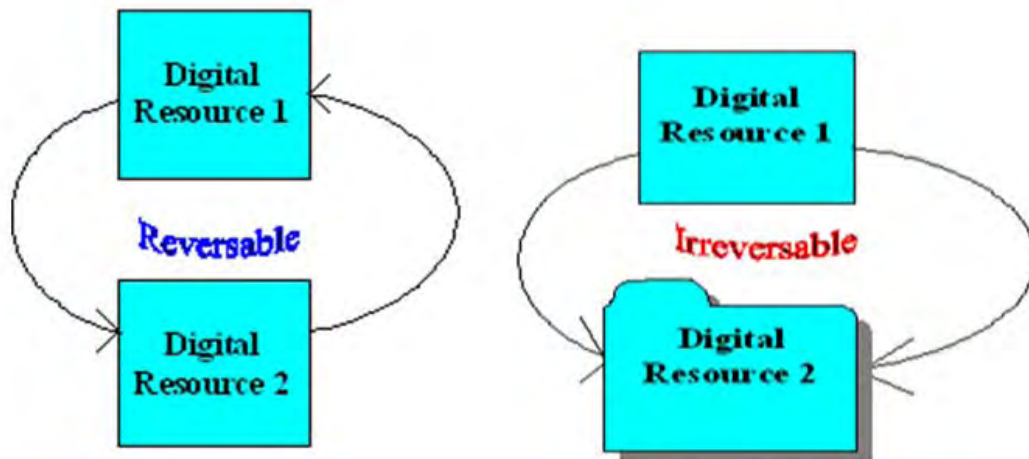 Digital
Resource 1
Reversable
Digital
Resource 2
Digital
Resource 1
Irreversable
Digital
Resource 2